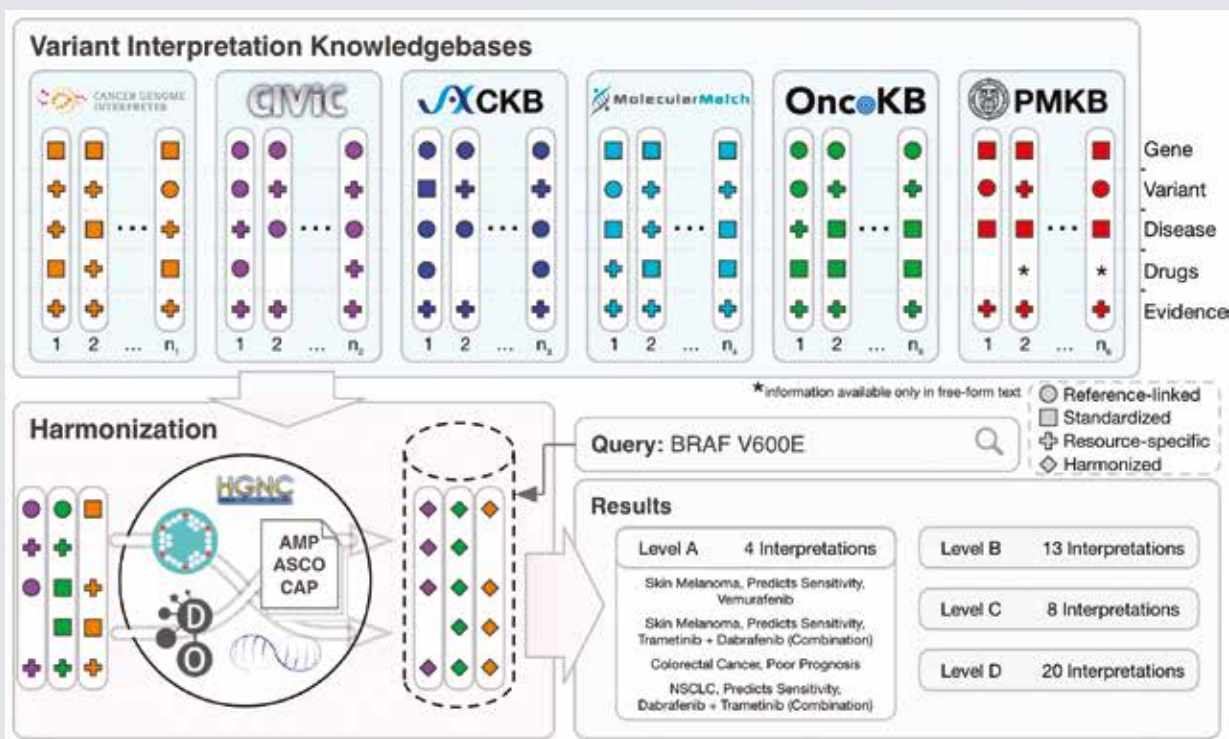 Variant Interpretation Knowledgebases
CANCER GENOME
INTERPRETER
CIViC
JAX CKB
MolecularMatch
OncoKB
PMKB
Gene
Variant
Disease
Drugs
Evidence
1 2 ... n1
1 2 ... n2
1 2 ... n3
1 2 ... n4
1 2 ... n5
1 2 ... n6
*information available only in free-form text
Reference-linked
Standardized
Resource-specific
Harmonized
Harmonization
HGNC
AMP
ASCO
CAP
D
O
Query: BRAF V600E
Results
Level A 4 Interpretations
Skin Melanoma, Predicts Sensitivity,
Vemurafenib
Skin Melanoma, Predicts Sensitivity,
Trametinib + Dabrafenib (Combination)
Colorectal Cancer, Poor Prognosis
NSCLC, Predicts Sensitivity,
Dabrafenib + Trametinib (Combination)
Level B 13 Interpretations
Level C 8 Interpretations
Level D 20 Interpretations